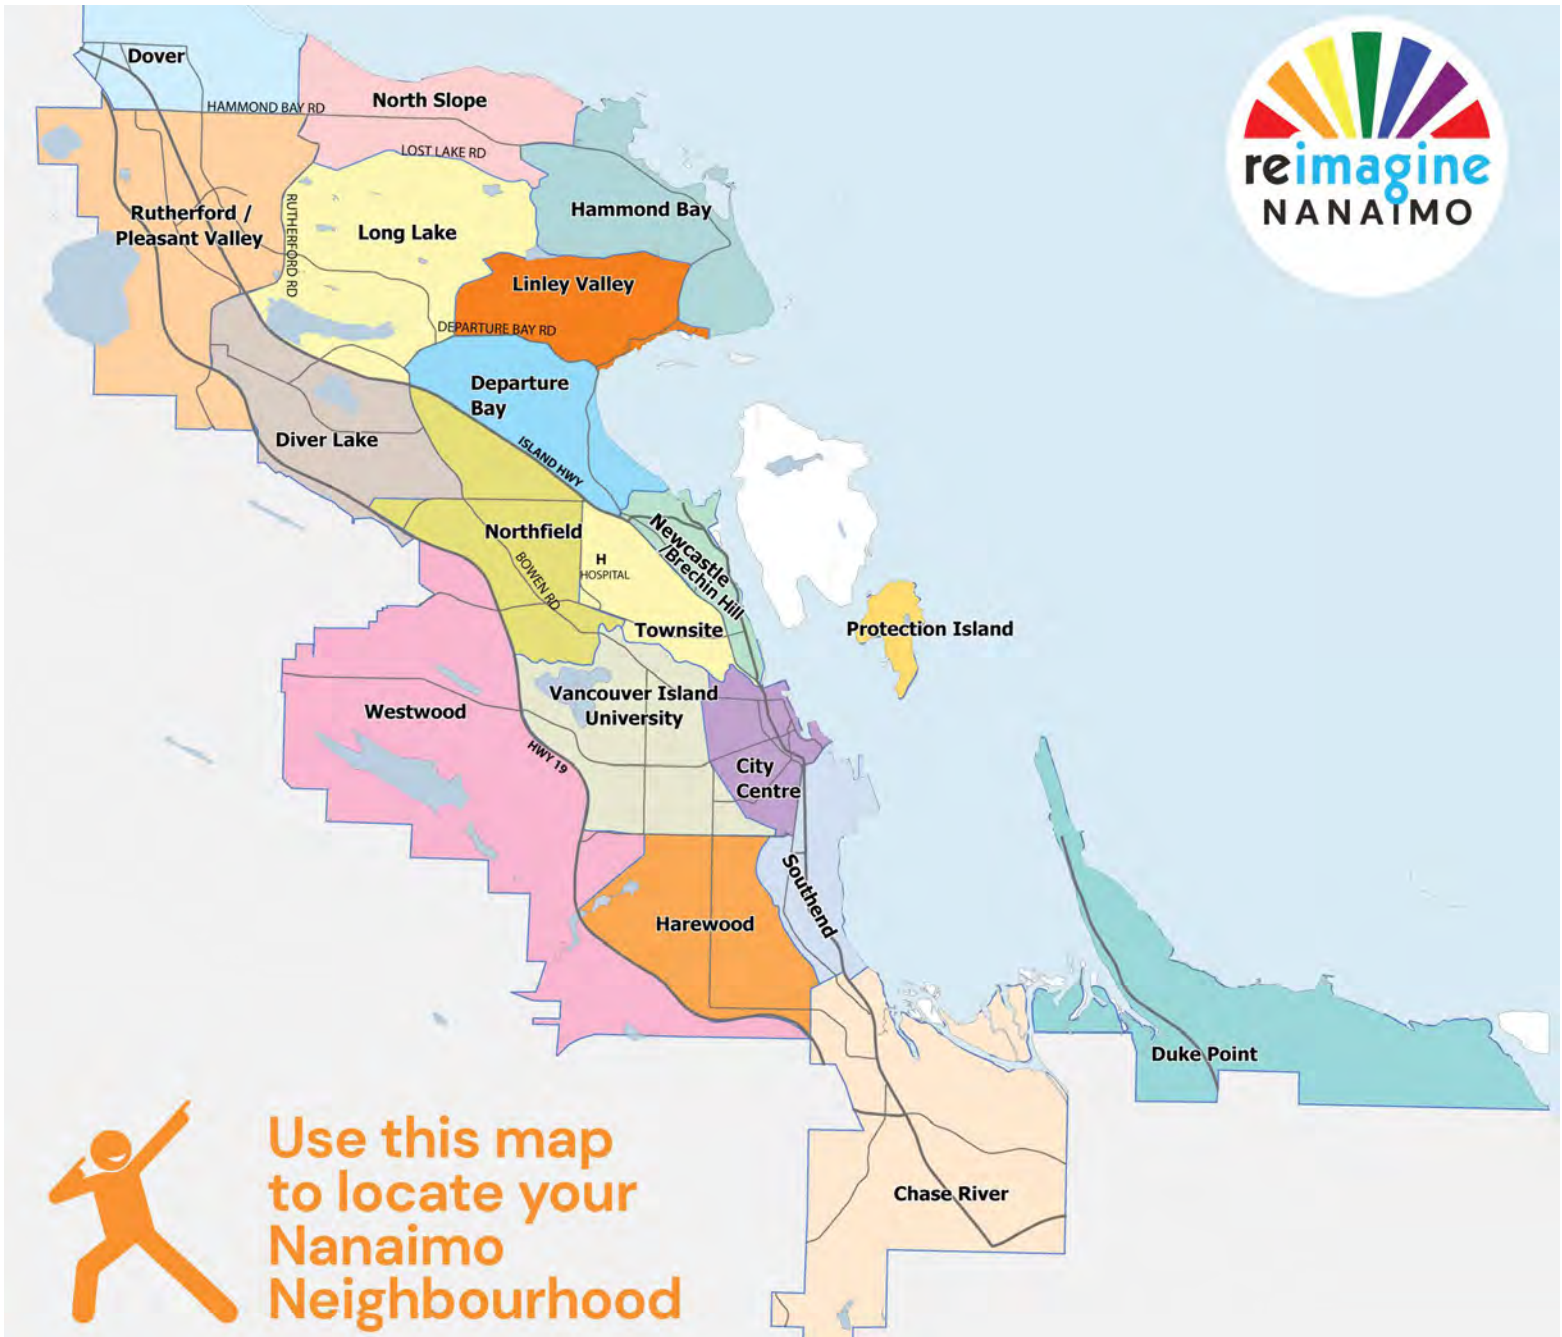 Dover
HAMMOND BAY RD
North Slope
LOST LAKE RD
reimagine
NANAIMO
Rutherford /
Pleasant Valley
RUTHERFORD RD
Long Lake
Hammond Bay
Linley Valley
DEPARTURE BAY RD
Departure
Bay
ISLAND HWY
Diver Lake
Northfield
BOWEN RD
H
HOSPITAL
Newcastle
/Brechin Hill
Townsite
Protection Island
Vancouver Island
University
Westwood
HWY 19
City
Centre
Southend
Harewood
Duke Point
Chase River
Use this map
to locate your
Nanaimo
Neighbourhood